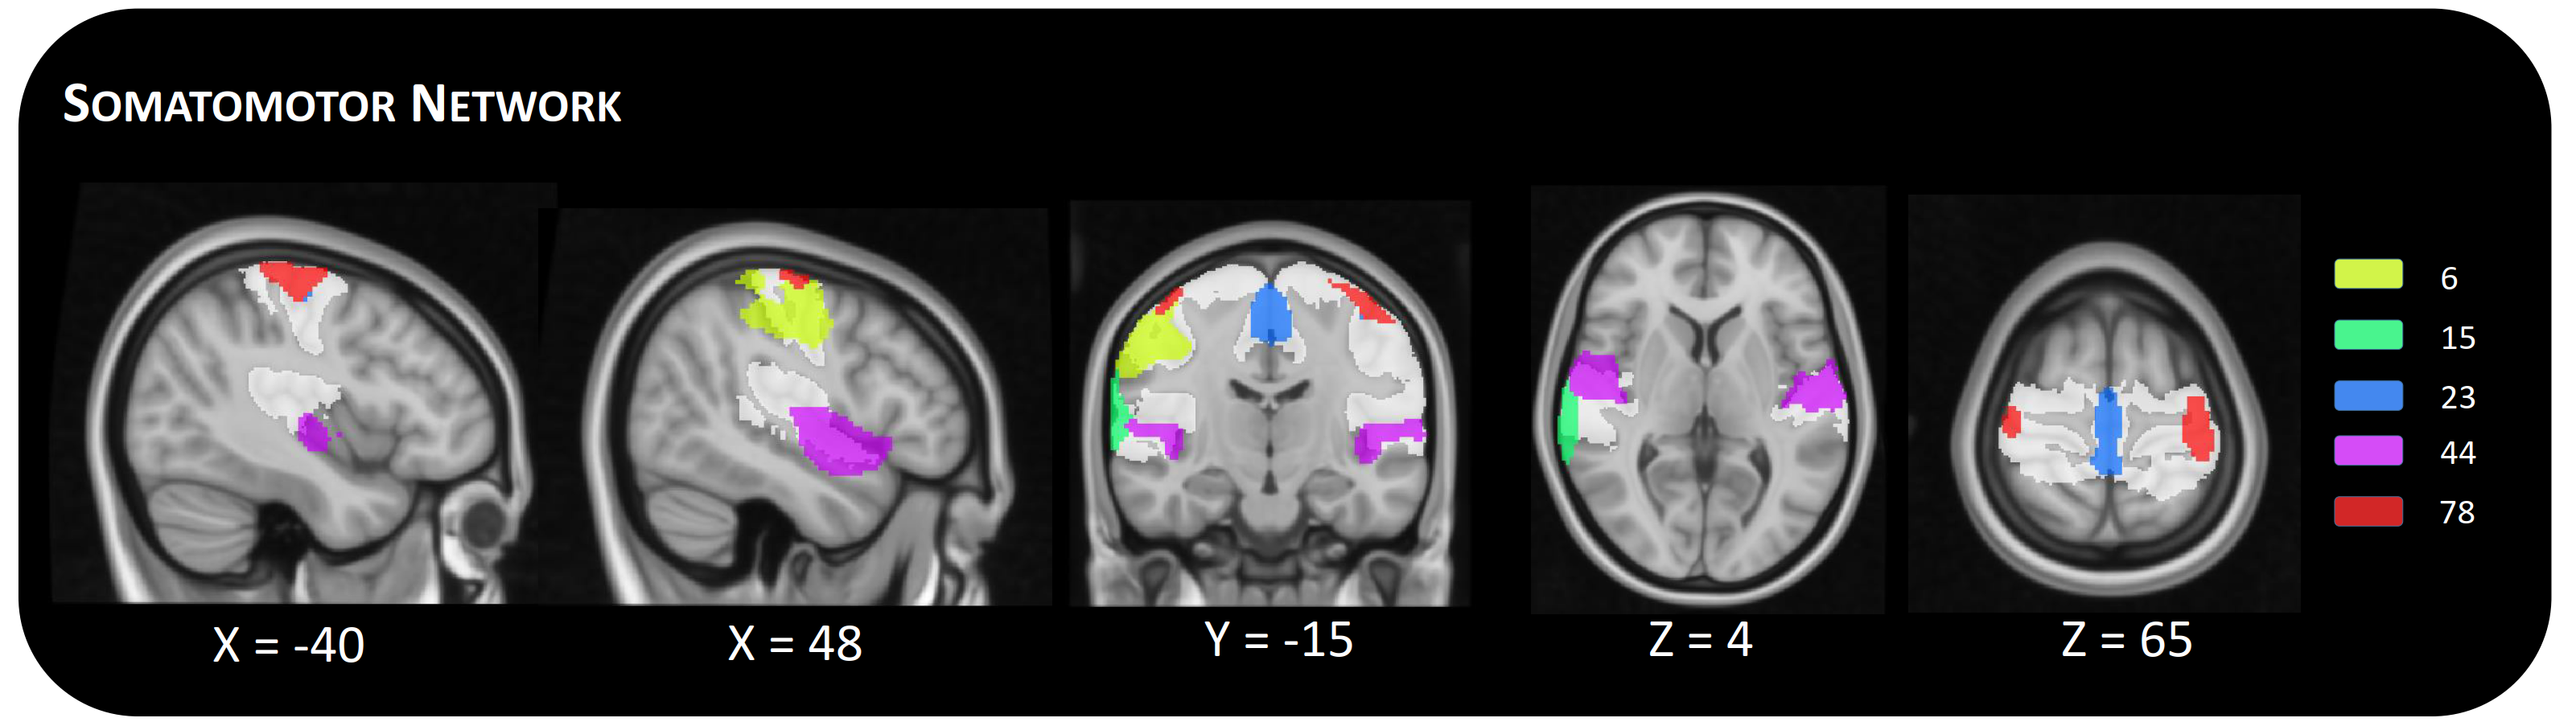 SOMATOMOTOR NETWORK
X = -40
X = 48
Y = -15
Z = 4
Z = 65
6
15
23
44
78